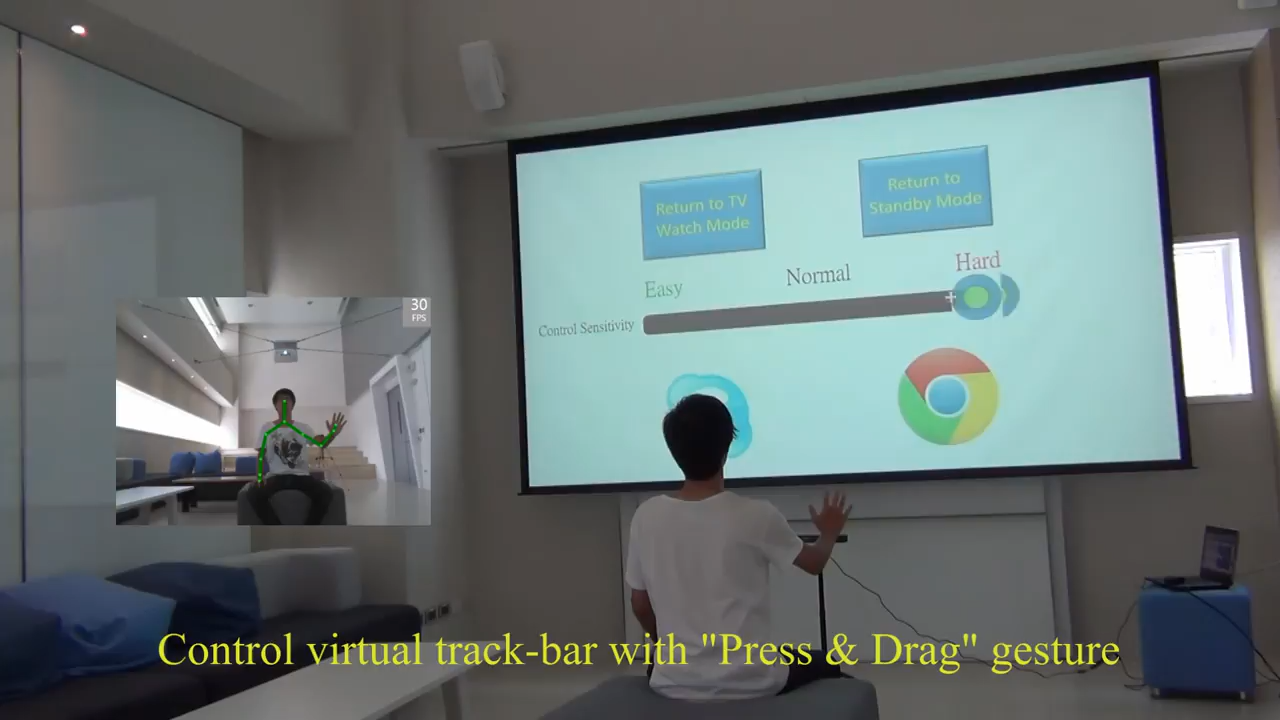 Return to TV
Watch Mode
Return to
Standby Mode
Easy
Normal
Hard
Control Sensitivity
30
FPS
Control virtual track-bar with "Press & Drag" gesture